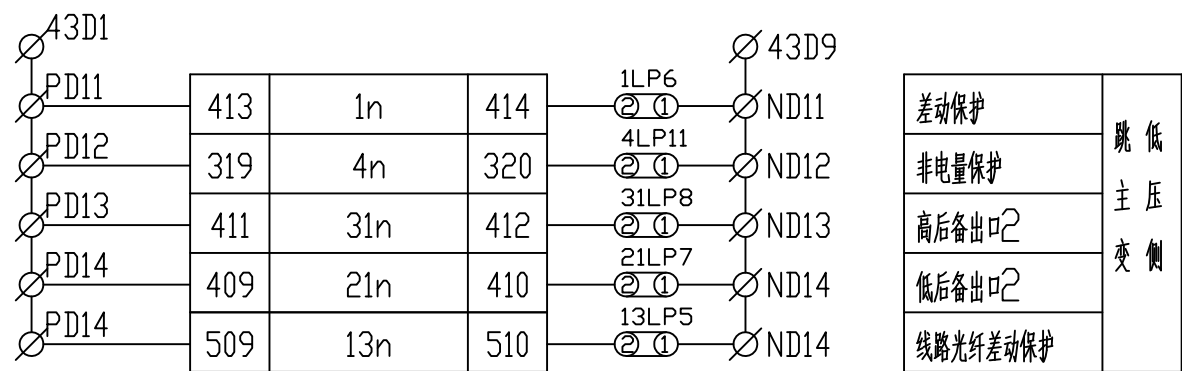 43D1 43D9
PD11 413 1n 414 1LP6 2 1 ND11 差动保护
PD12 319 4n 320 4LP11 2 1 ND12 非电量保护
PD13 411 31n 412 31LP8 2 1 ND13 高后备出口2
PD14 409 21n 410 21LP7 2 1 ND14 低后备出口2
PD14 509 13n 510 13LP5 2 1 ND14 线路光纤差动保护
跳低
主压
变侧